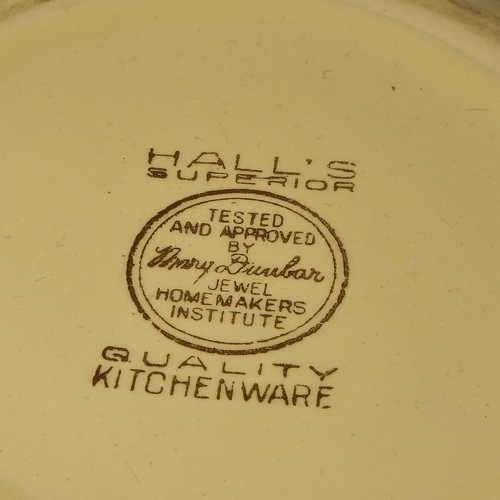 HALL'S
SUPERIOR
TESTED
AND APPROVED
BY
Mary Dunbar
JEWEL
HOMEMAKERS
INSTITUTE
QUALITY
KITCHENWARE